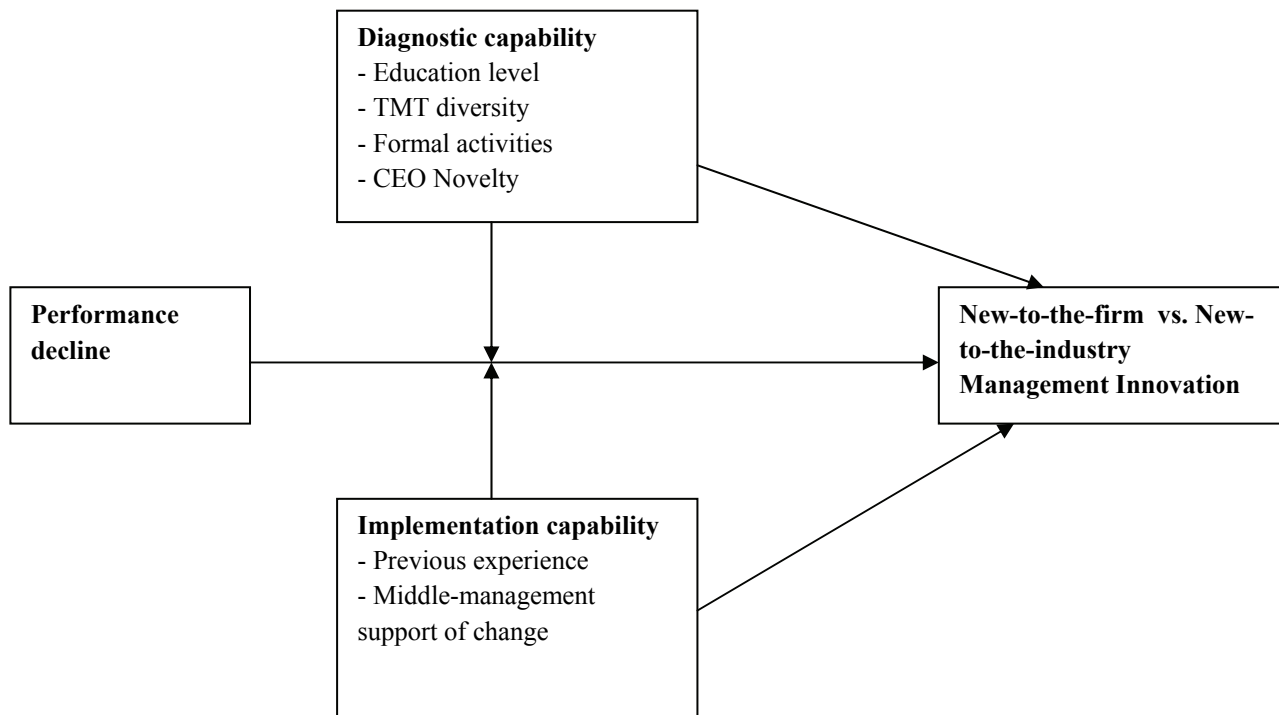 Diagnostic capability
- Education level
- TMT diversity
- Formal activities
- CEO Novelty
Performance
decline
New-to-the-firm vs. New-
to-the-industry
Management Innovation
Implementation capability
- Previous experience
- Middle-management
support of change